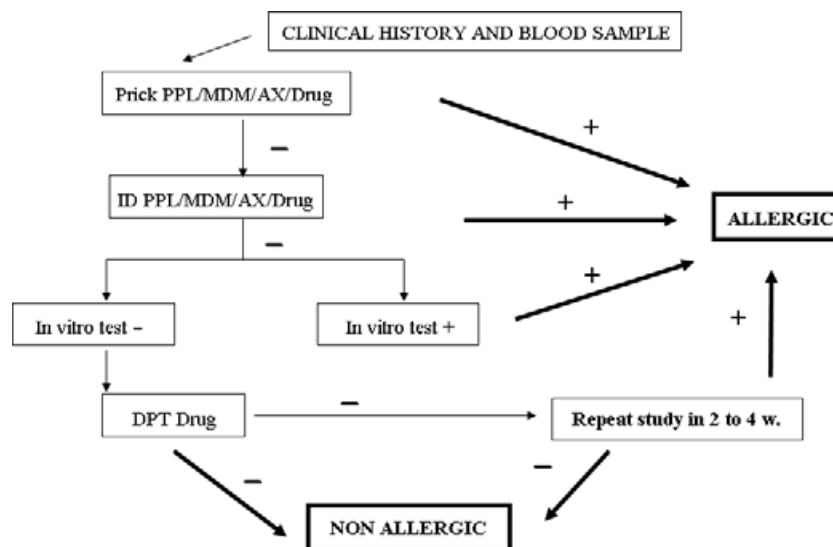 CLINICAL HISTORY AND BLOOD SAMPLE
Prick PPL/MDM/AX/Drug
+
–
ID PPL/MDM/AX/Drug
+
ALLERGIC
–
+
In vitro test –
In vitro test +
+
DPT Drug
–
Repeat study in 2 to 4 w.
–
–
NON ALLERGIC